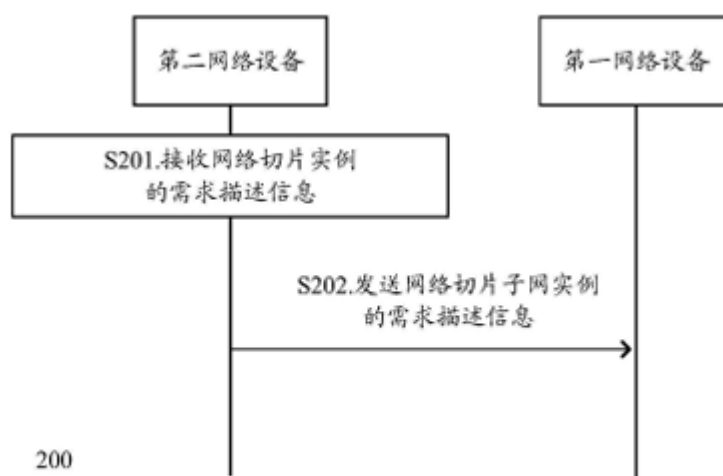 第二网络设备
第一网络设备
S201.接收网络切片实例
的需求描述信息
S202.发送网络切片子网实例
的需求描述信息
200